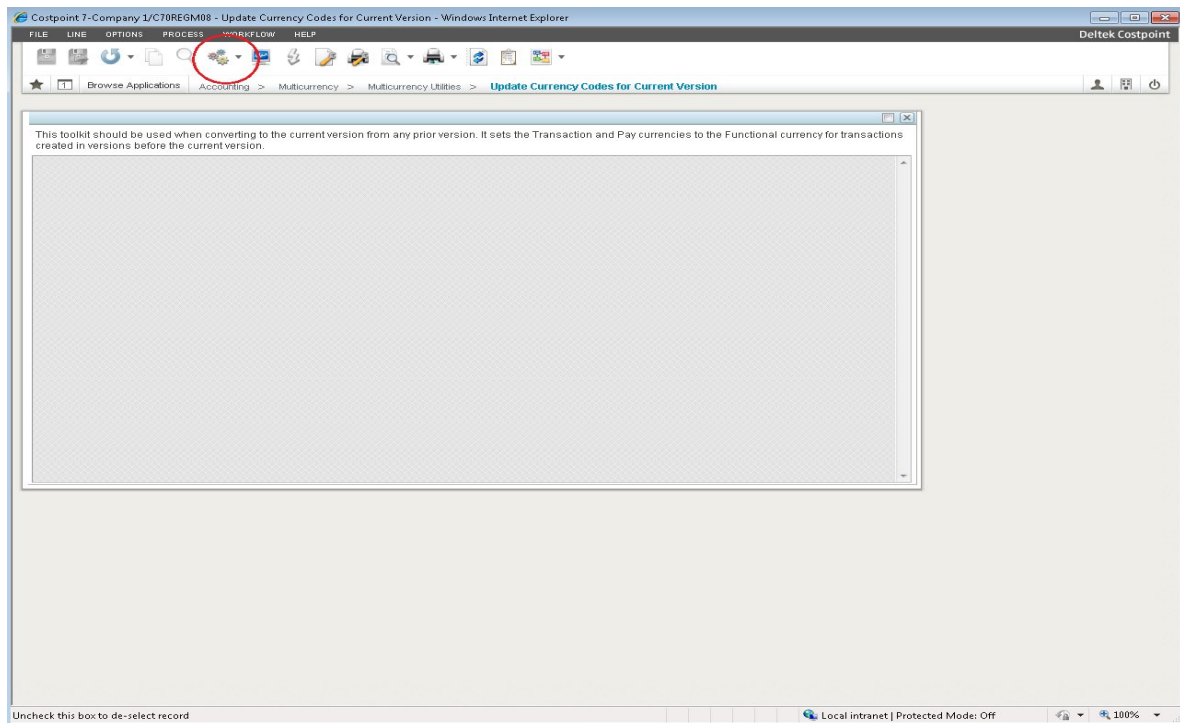 Costpoint 7-Company 1/C70REGM08 - Update Currency Codes for Current Version - Windows Internet Explorer
FILE LINE OPTIONS PROCESS WORKFLOW HELP Deltek Costpoint
1 Browse Applications Accounting > Multicurrency > Multicurrency Utilities > Update Currency Codes for Current Version
This toolkit should be used when converting to the current version from any prior version. It sets the Transaction and Pay currencies to the Functional currency for transactions
created in versions before the current version.
Uncheck this box to de-select record Local intranet | Protected Mode: Off 100%